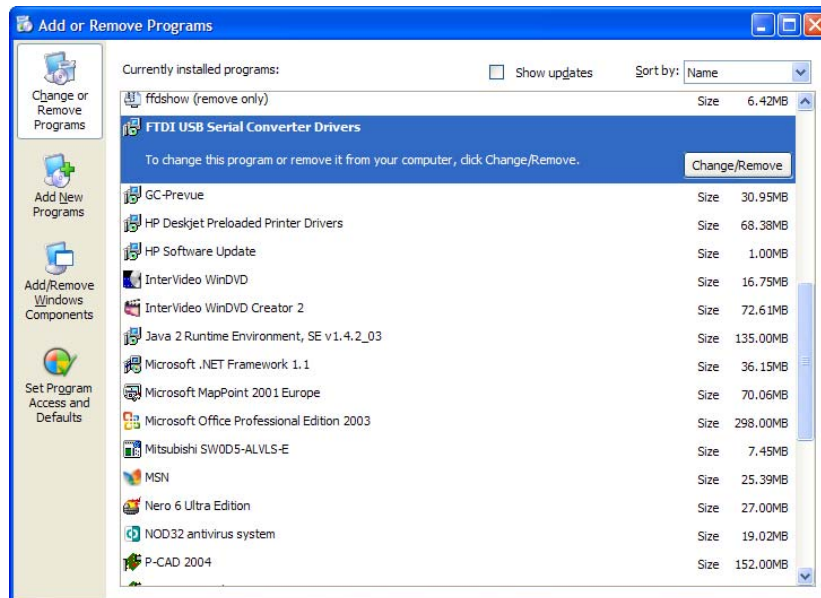 Add or Remove Programs
Change or
Remove
Programs
Add New
Programs
Add/Remove
Windows
Components
Set Program
Access and
Defaults
Currently installed programs:
Show updates
Sort by: Name
ffdshow (remove only) Size 6.42MB
FTDI USB Serial Converter Drivers
To change this program or remove it from your computer, click Change/Remove. Change/Remove
GC-Prevue Size 30.95MB
HP Deskjet Preloaded Printer Drivers Size 68.38MB
HP Software Update Size 1.00MB
InterVideo WinDVD Size 16.75MB
InterVideo WinDVD Creator 2 Size 72.61MB
Java 2 Runtime Environment, SE v1.4.2_03 Size 135.00MB
Microsoft .NET Framework 1.1 Size 36.15MB
Microsoft MapPoint 2001 Europe Size 70.06MB
Microsoft Office Professional Edition 2003 Size 298.00MB
Mitsubishi SW0D5-ALVLS-E Size 7.45MB
MSN Size 25.39MB
Nero 6 Ultra Edition Size 27.00MB
NOD32 antivirus system Size 19.02MB
P-CAD 2004 Size 152.00MB